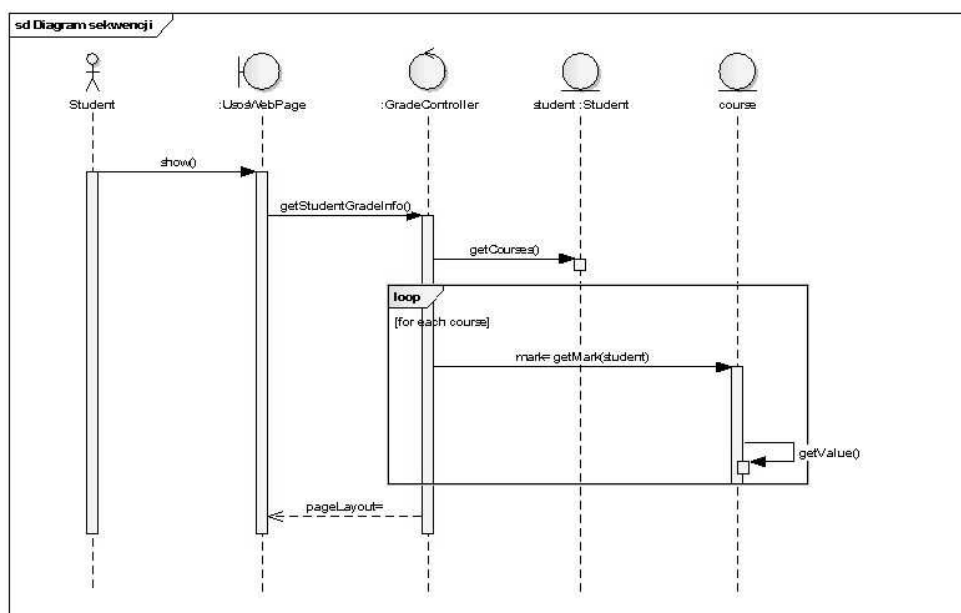 sd Diagram sekwencji
Student
:UsosWebPage
:GradeController
student :Student
course
show()
getStudentGradeInfo()
getCourses()
loop
[for each course]
mark= getMark(student)
getValue()
pageLayout=